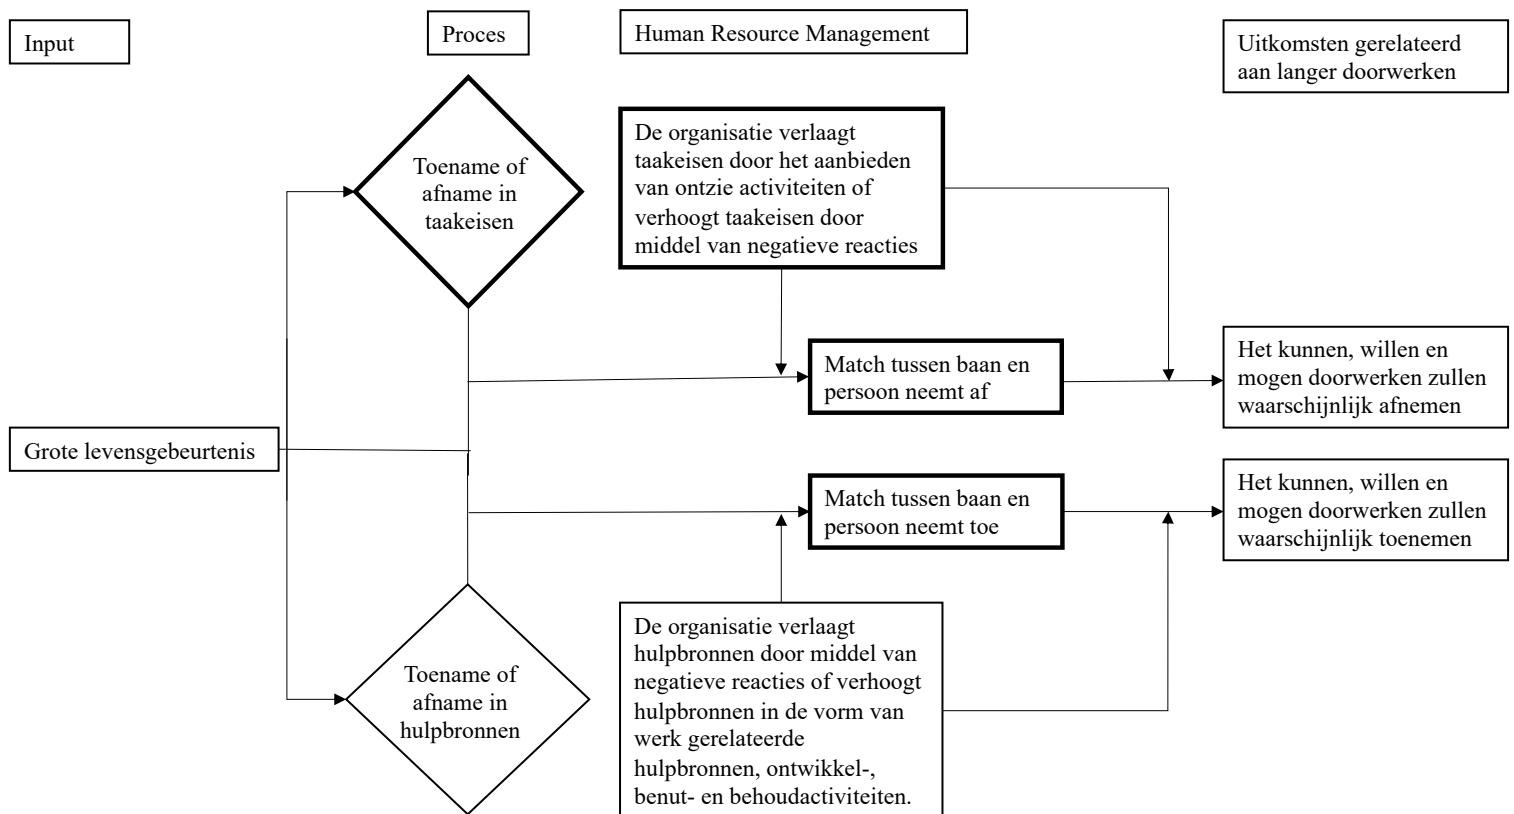 Input
Proces
Human Resource Management
Uitkomsten gerelateerd
aan langer doorwerken
Toename of
afname in
taakeisen
De organisatie verlaagt
taakeisen door het aanbieden
van ontzie activiteiten of
verhoogt taakeisen door
middel van negatieve reacties
Match tussen baan en
persoon neemt af
Het kunnen, willen en
mogen doorwerken zullen
waarschijnlijk afnemen
Grote levensgebeurtenis
Match tussen baan en
persoon neemt toe
Het kunnen, willen en
mogen doorwerken zullen
waarschijnlijk toenemen
Toename of
afname in
hulpbronnen
De organisatie verlaagt
hulpbronnen door middel van
negatieve reacties of verhoogt
hulpbronnen in de vorm van
werk gerelateerde
hulpbronnen, ontwikkel-,
benut- en behoudactiviteiten.